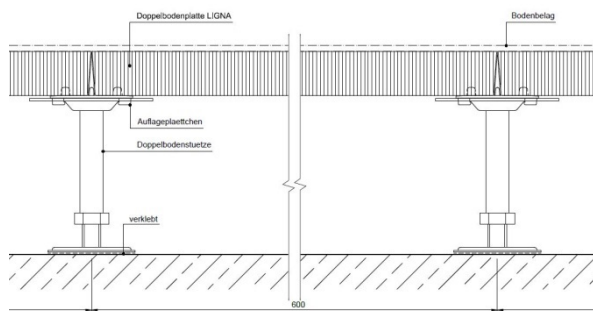 Doppelbodenplatte LIGNA
Bodenbelag
Auflageplaettchen
Doppelbodenstuetze
verklebt
600